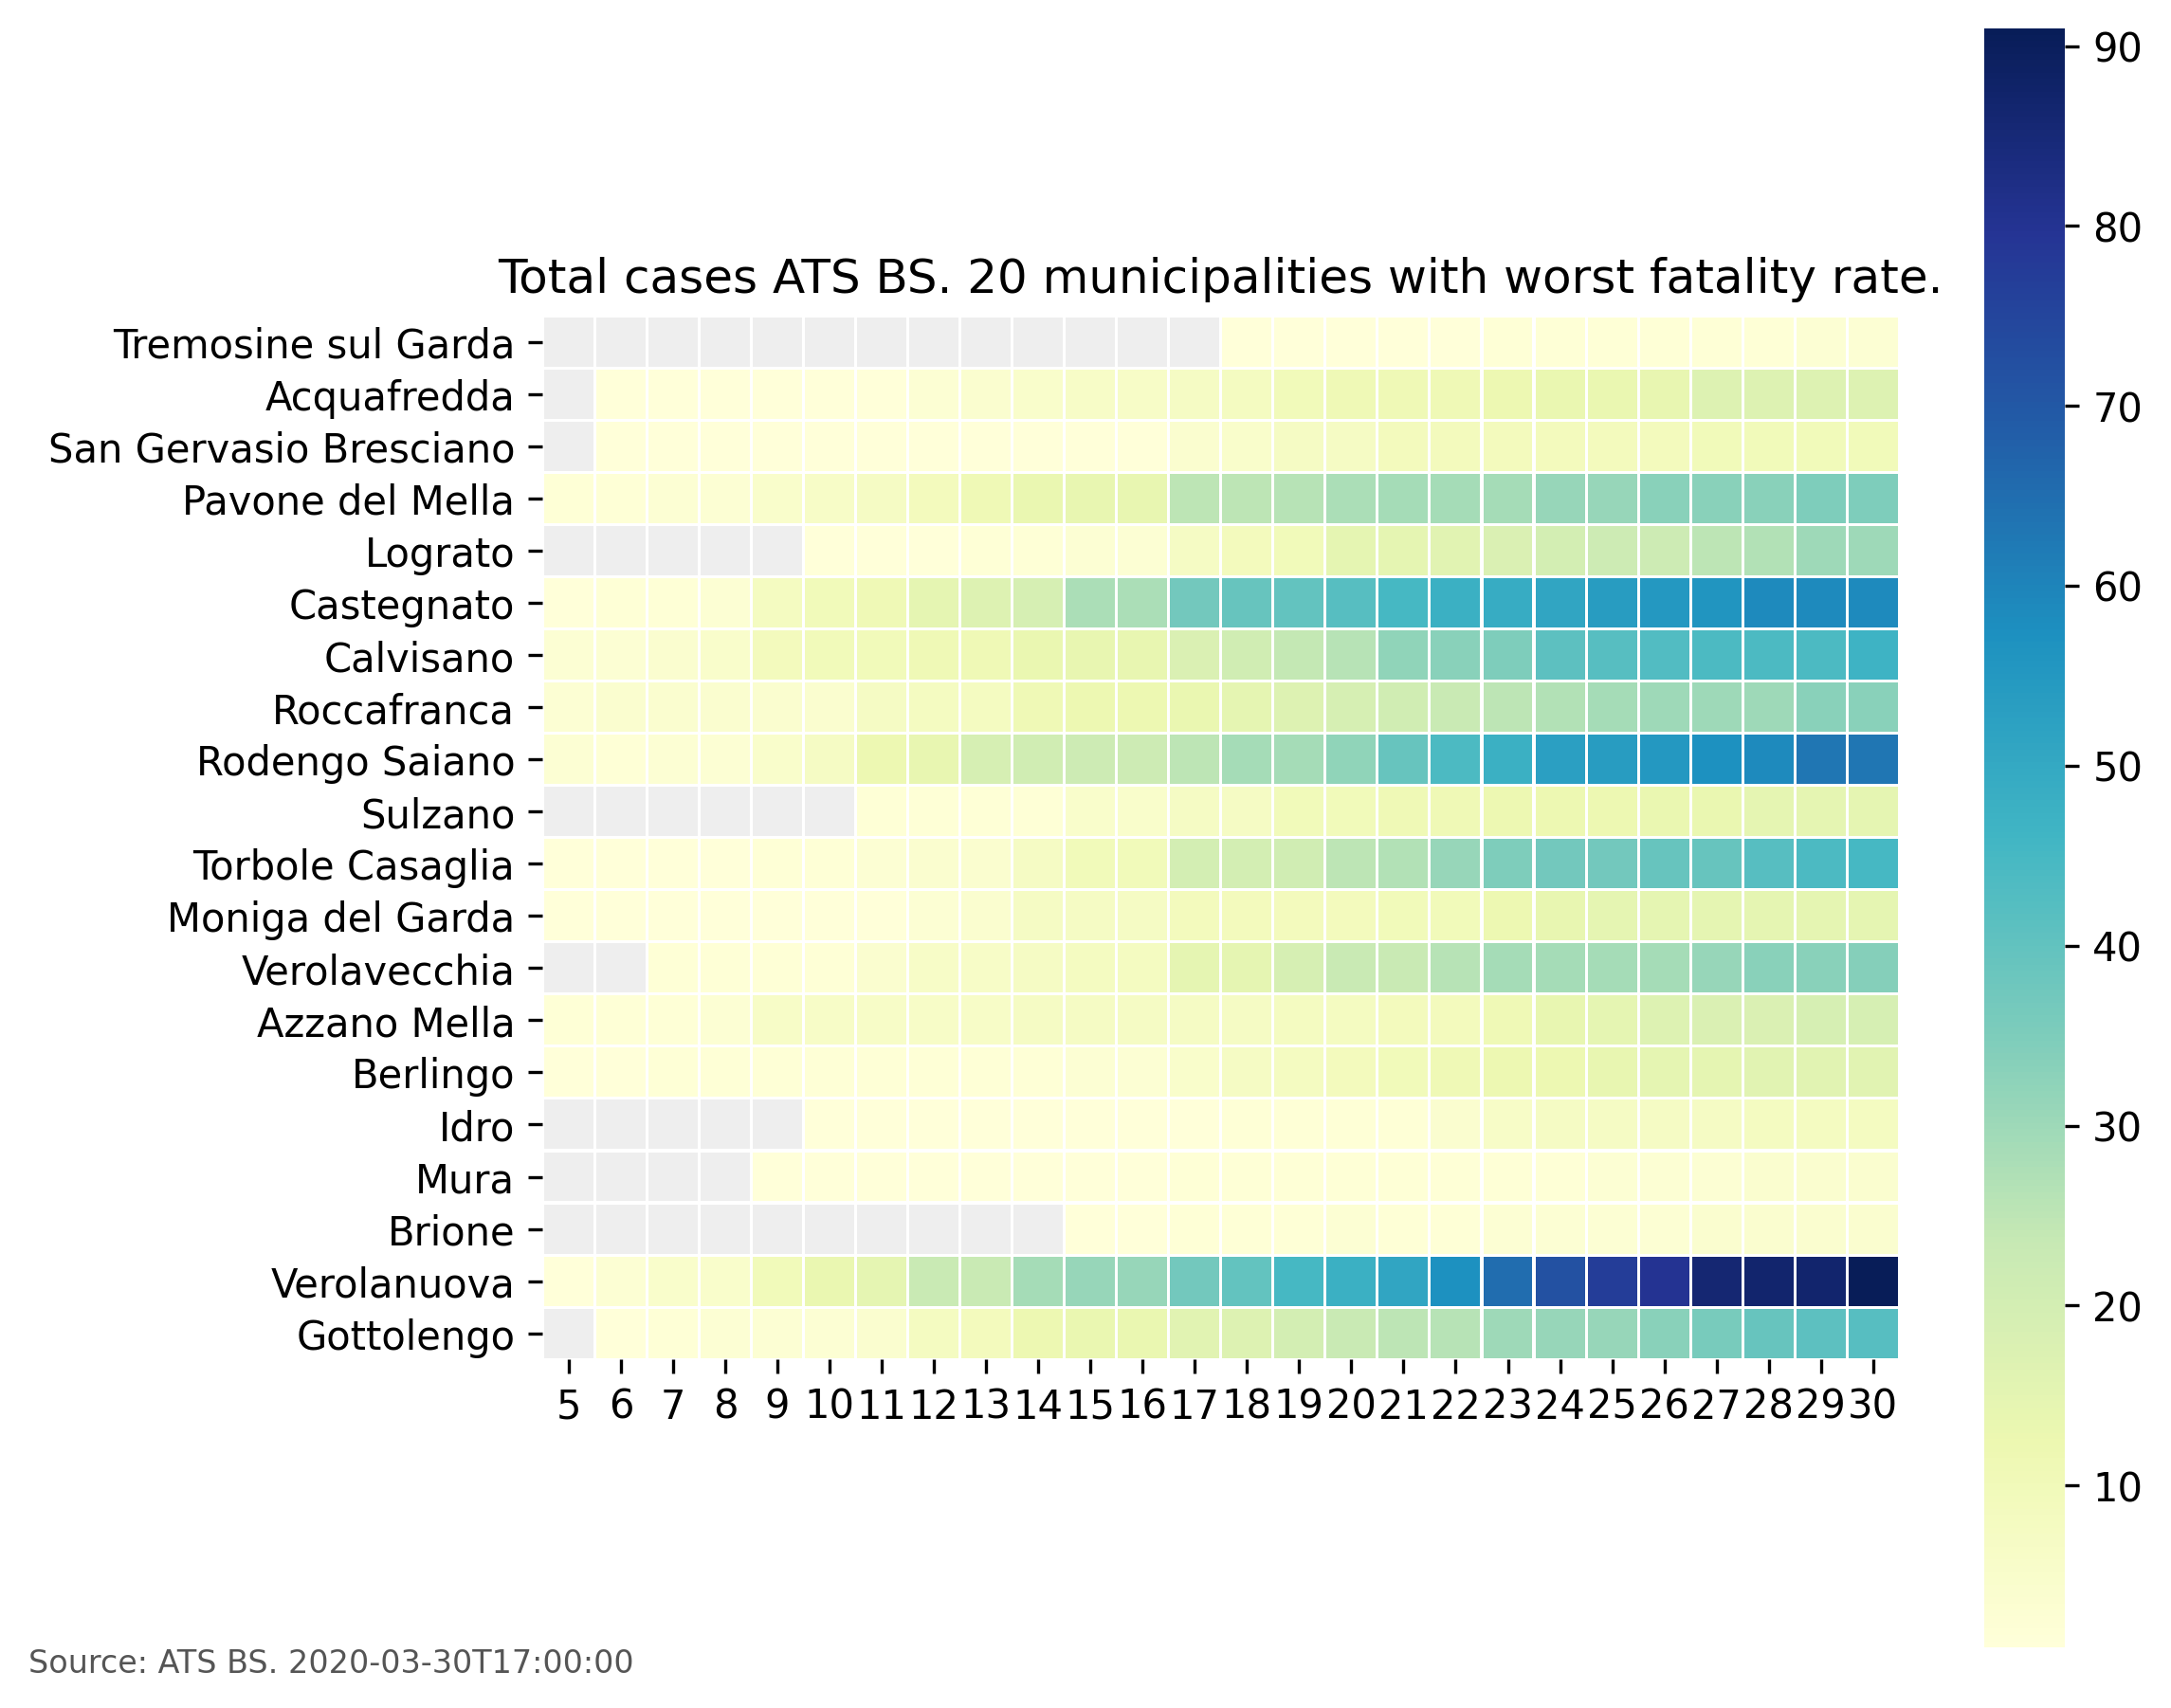 Total cases ATS BS. 20 municipalities with worst fatality rate.
Tremosine sul Garda
Acquafredda
San Gervasio Bresciano
Pavone del Mella
Lograto
Castegnato
Calvisano
Roccafranca
Rodengo Saiano
Sulzano
Torbole Casaglia
Moniga del Garda
Verolavecchia
Azzano Mella
Berlingo
Idro
Mura
Brione
Verolanuova
Gottolengo
5 6 7 8 9 10 11 12 13 14 15 16 17 18 19 20 21 22 23 24 25 26 27 28 29 30
90
80
70
60
50
40
30
20
10
Source: ATS BS. 2020-03-30T17:00:00